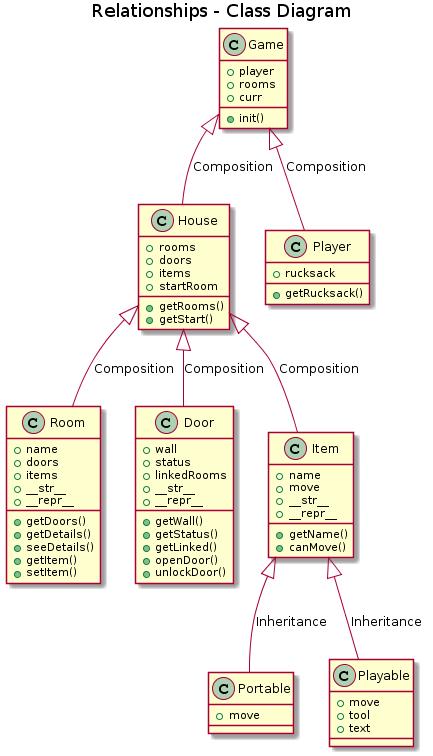 Relationships - Class Diagram
C Game
player
rooms
curr
init()
Composition
Composition
C House
rooms
doors
items
startRoom
getRooms()
getStart()
C Player
rucksack
getRucksack()
Composition
Composition
Composition
C Room
name
doors
items
__str__
__repr__
getDoors()
getDetails()
seeDetails()
getItem()
setItem()
C Door
wall
status
linkedRooms
__str__
__repr__
getWall()
getStatus()
getLinked()
openDoor()
unlockDoor()
C Item
name
move
__str__
__repr__
getName()
canMove()
Inheritance
Inheritance
C Portable
move
C Playable
move
tool
text